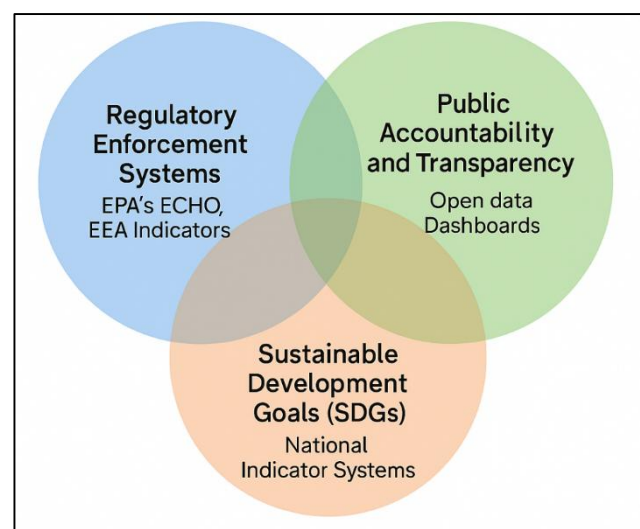 Regulatory
Enforcement
Systems
EPA's ECHO,
EEA Indicators
Public
Accountability
and Transparency
Open data
Dashboards
Sustainable
Development
Goals (SDGs)
National
Indicator Systems